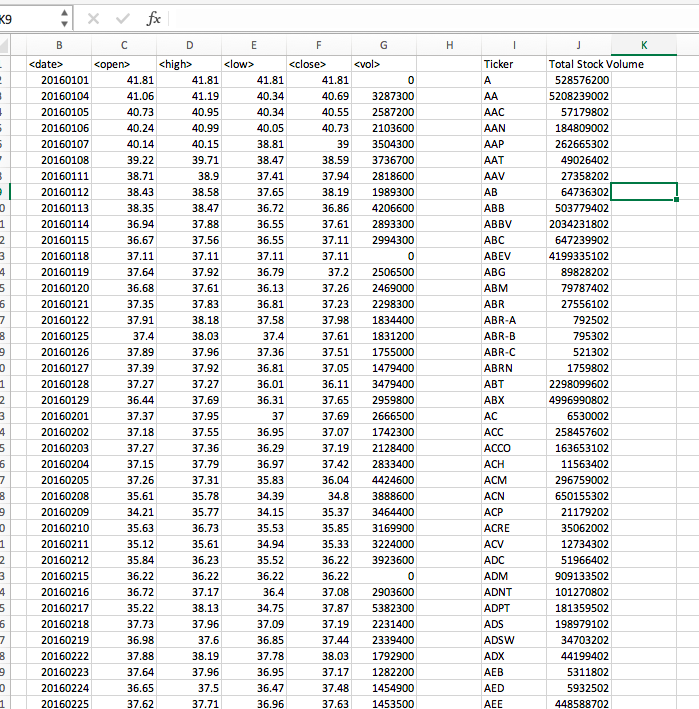 K9 fx
B C D E F G H I J K
<date> <open> <high> <low> <close> <vol> Ticker Total Stock Volume
20160101 41.81 41.81 41.81 41.81 0 A 528576200
20160104 41.06 41.19 40.34 40.69 3287300 AA 5208239002
20160105 40.73 40.95 40.34 40.55 2587200 AAC 57179802
20160106 40.24 40.99 40.05 40.73 2103600 AAN 184809002
20160107 40.14 40.15 38.81 39 3504300 AAP 262665302
20160108 39.22 39.71 38.47 38.59 3736700 AAT 49026402
20160111 38.71 38.9 37.41 37.94 2818600 AAV 27358202
20160112 38.43 38.58 37.65 38.19 1989300 AB 64736302
20160113 38.35 38.47 36.72 36.86 4206600 ABB 503779402
20160114 36.94 37.88 36.55 37.61 2893300 ABBV 2034231802
20160115 36.67 37.56 36.55 37.11 2994300 ABC 647239902
20160118 37.11 37.11 37.11 37.11 0 ABEV 4199335102
20160119 37.64 37.92 36.79 37.2 2506500 ABG 89828202
20160120 36.68 37.61 36.13 37.26 2469000 ABM 79787402
20160121 37.35 37.83 36.81 37.23 2298300 ABR 27556102
20160122 37.91 38.18 37.58 37.98 1834400 ABR-A 792502
20160125 37.4 38.03 37.4 37.61 1831200 ABR-B 795302
20160126 37.89 37.96 37.36 37.51 1755000 ABR-C 521302
20160127 37.39 37.92 36.81 37.05 1479400 ABRN 1759802
20160128 37.27 37.27 36.01 36.11 3479400 ABT 2298099602
20160129 36.44 37.69 36.31 37.65 2959800 ABX 4996990802
20160201 37.37 37.95 37 37.69 2666500 AC 6530002
20160202 37.18 37.55 36.95 37.07 1742300 ACC 258457602
20160203 37.27 37.36 36.29 37.19 2128400 ACCO 163653102
20160204 37.15 37.79 36.97 37.42 2833400 ACH 11563402
20160205 37.26 37.31 35.83 36.04 4424600 ACM 296759002
20160208 35.61 35.78 34.39 34.8 3888600 ACN 650155302
20160209 34.21 35.77 34.15 35.37 3464400 ACP 21179202
20160210 35.63 36.73 35.53 35.85 3169900 ACRE 35062002
20160211 35.12 35.61 34.94 35.33 3224000 ACV 12734302
20160212 35.84 36.23 35.52 36.22 3923600 ADC 51966402
20160215 36.22 36.22 36.22 36.22 0 ADM 909133502
20160216 36.72 37.17 36.4 37.08 2903600 ADNT 101270802
20160217 35.22 38.13 34.75 37.87 5382300 ADPT 181359502
20160218 37.73 37.96 37.09 37.19 2231400 ADS 198979102
20160219 36.98 37.6 36.85 37.44 2339400 ADSW 34703202
20160222 37.88 38.19 37.78 38.03 1792900 ADX 44199402
20160223 37.64 37.96 36.95 37.17 1282200 AEB 5311802
20160224 36.65 37.5 36.47 37.48 1454900 AED 5932502
20160225 37.62 37.71 36.96 37.63 1453500 AEE 448588702